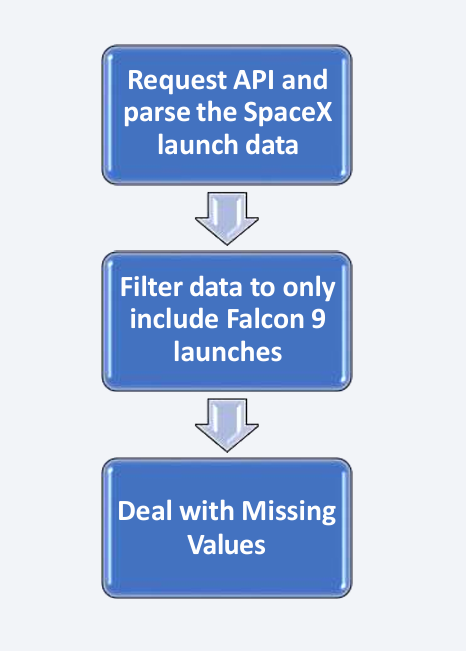 Request API and
parse the SpaceX
launch data
Filter data to only
include Falcon 9
launches
Deal with Missing
Values